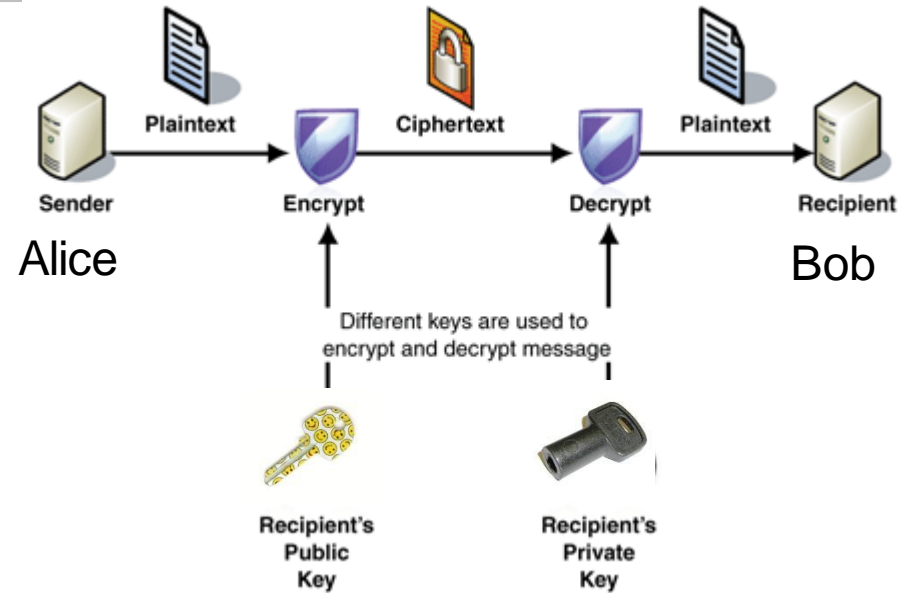 Plaintext
Ciphertext
Plaintext
Sender
Encrypt
Decrypt
Recipient
Alice
Bob
Different keys are used to
encrypt and decrypt message
Recipient's
Public
Key
Recipient's
Private
Key